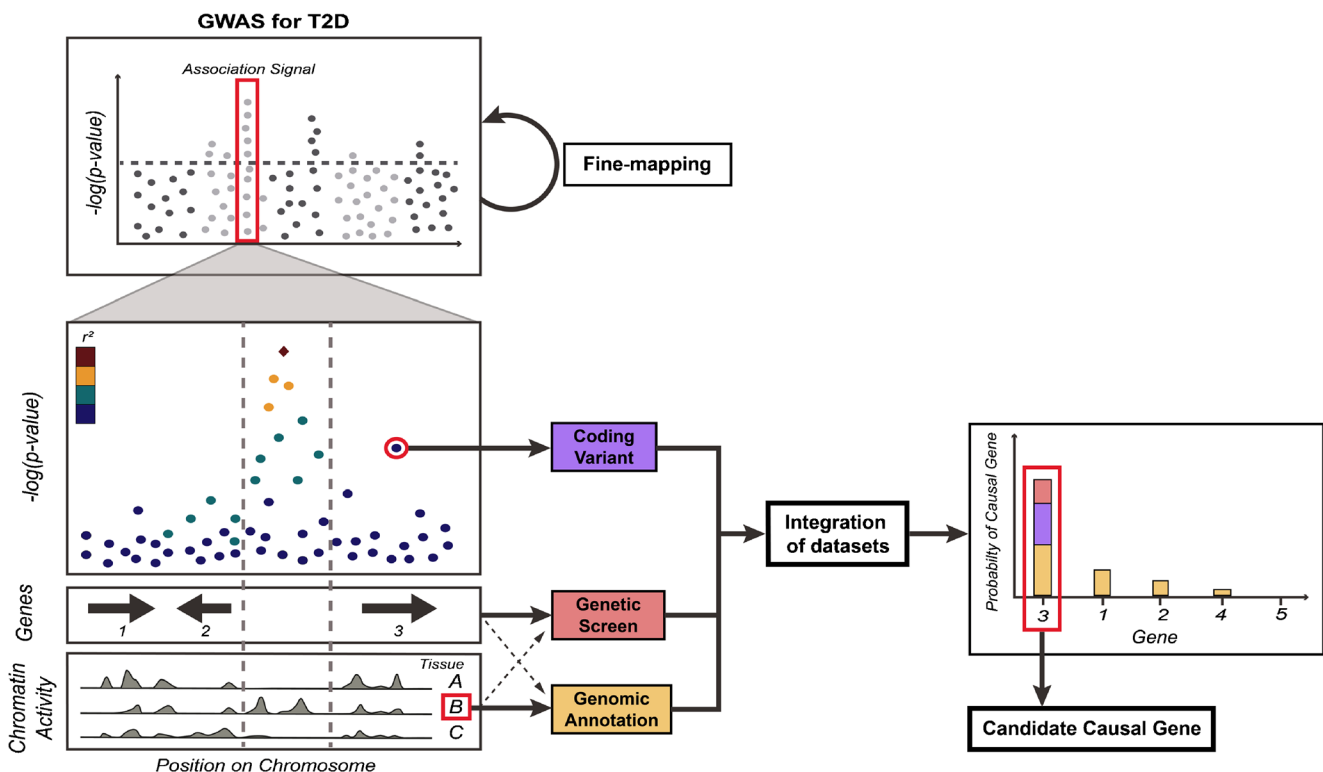 GWAS for T2D
Association Signal
-log(p-value)
Fine-mapping
r²
-log(p-value)
Coding
Variant
Genes
1
2
3
Genetic
Screen
Chromatin
Activity
Tissue
A
B
C
Genomic
Annotation
Position on Chromosome
Integration
of datasets
Probabilty of Causal Gene
3
1
2
4
5
Gene
Candidate Causal Gene